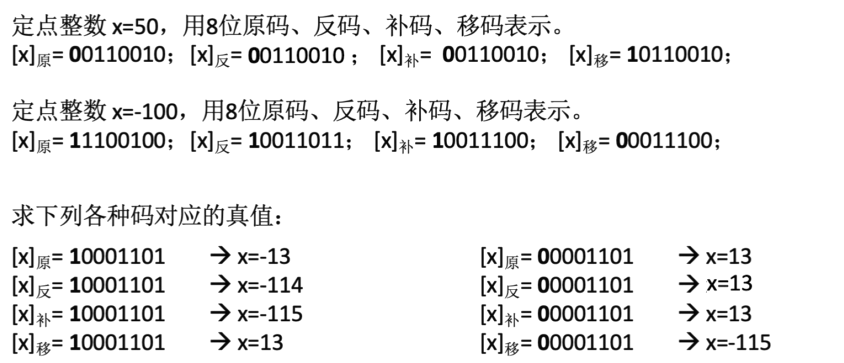 定点整数 x=50，用8位原码、反码、补码、移码表示。
[x]原= 00110010；[x]反= 00110010； [x]补= 00110010； [x]移= 10110010；
定点整数 x=-100，用8位原码、反码、补码、移码表示。
[x]原= 11100100；[x]反= 10011011； [x]补= 10011100； [x]移= 00011100；
求下列各种码对应的真值：
[x]原= 10001101 → x=-13 [x]原= 00001101 → x=13
[x]反= 10001101 → x=-114 [x]反= 00001101 → x=13
[x]补= 10001101 → x=-115 [x]补= 00001101 → x=13
[x]移= 10001101 → x=13 [x]移= 00001101 → x=-115